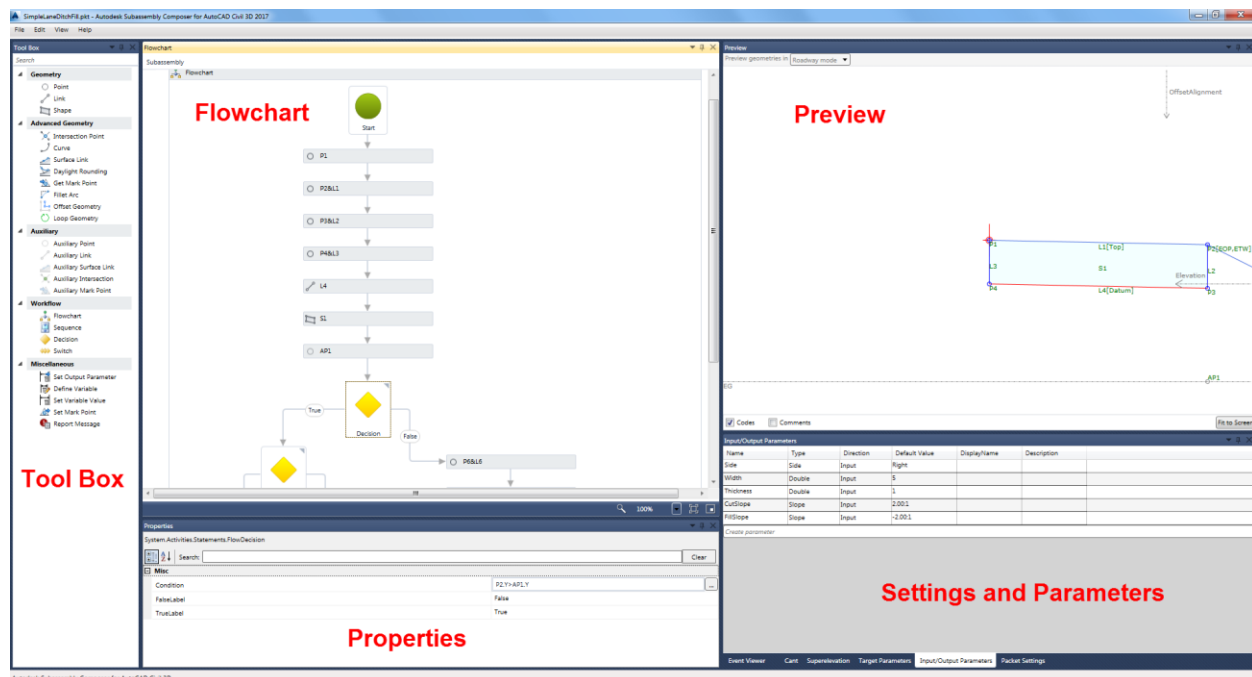 SimpleLaneDitchFill.pkt - Autodesk Subassembly Composer for AutoCAD Civil 3D 2017
File Edit View Help
Tool Box
Search
Geometry
Point
Link
Shape
Advanced Geometry
Intersection Point
Curve
Surface Link
Daylight Rounding
Get Mark Point
Fillet Arc
Offset Geometry
Loop Geometry
Auxiliary
Auxiliary Point
Auxiliary Link
Auxiliary Surface Link
Auxiliary Intersection
Auxiliary Mark Point
Workflow
Flowchart
Sequence
Decision
Switch
Miscellaneous
Set Output Parameter
Define Variable
Set Variable Value
Set Mark Point
Report Message
Tool Box
Flowchart
Subassembly
Flowchart
Flowchart
Start
P1
P2&L1
P3&L2
P4&L3
L4
S1
AP1
True
Decision
False
P6&L6
100%
Properties
System.Activities.Statements.FlowDecision
Search:
Clear
Misc
Condition P2.Y>AP1.Y ...
FalseLabel False
TrueLabel True
Properties
Preview
Preview geometries in Roadway mode
Preview
OffsetAlignment
P1
L1[Top]
P2[EOP,ETW]
L3
S1
L2
Elevation
P4
L4[Datum]
P3
AP1
EG
Codes Comments Fit to Screen
Input/Output Parameters
Name Type Direction Default Value DisplayName Description
Side Side Input Right
Width Double Input 5
Thickness Double Input 1
CutSlope Slope Input 2.00:1
FillSlope Slope Input -2.00:1
Create parameter
Settings and Parameters
Event Viewer Cant Superelevation Target Parameters Input/Output Parameters Packet Settings